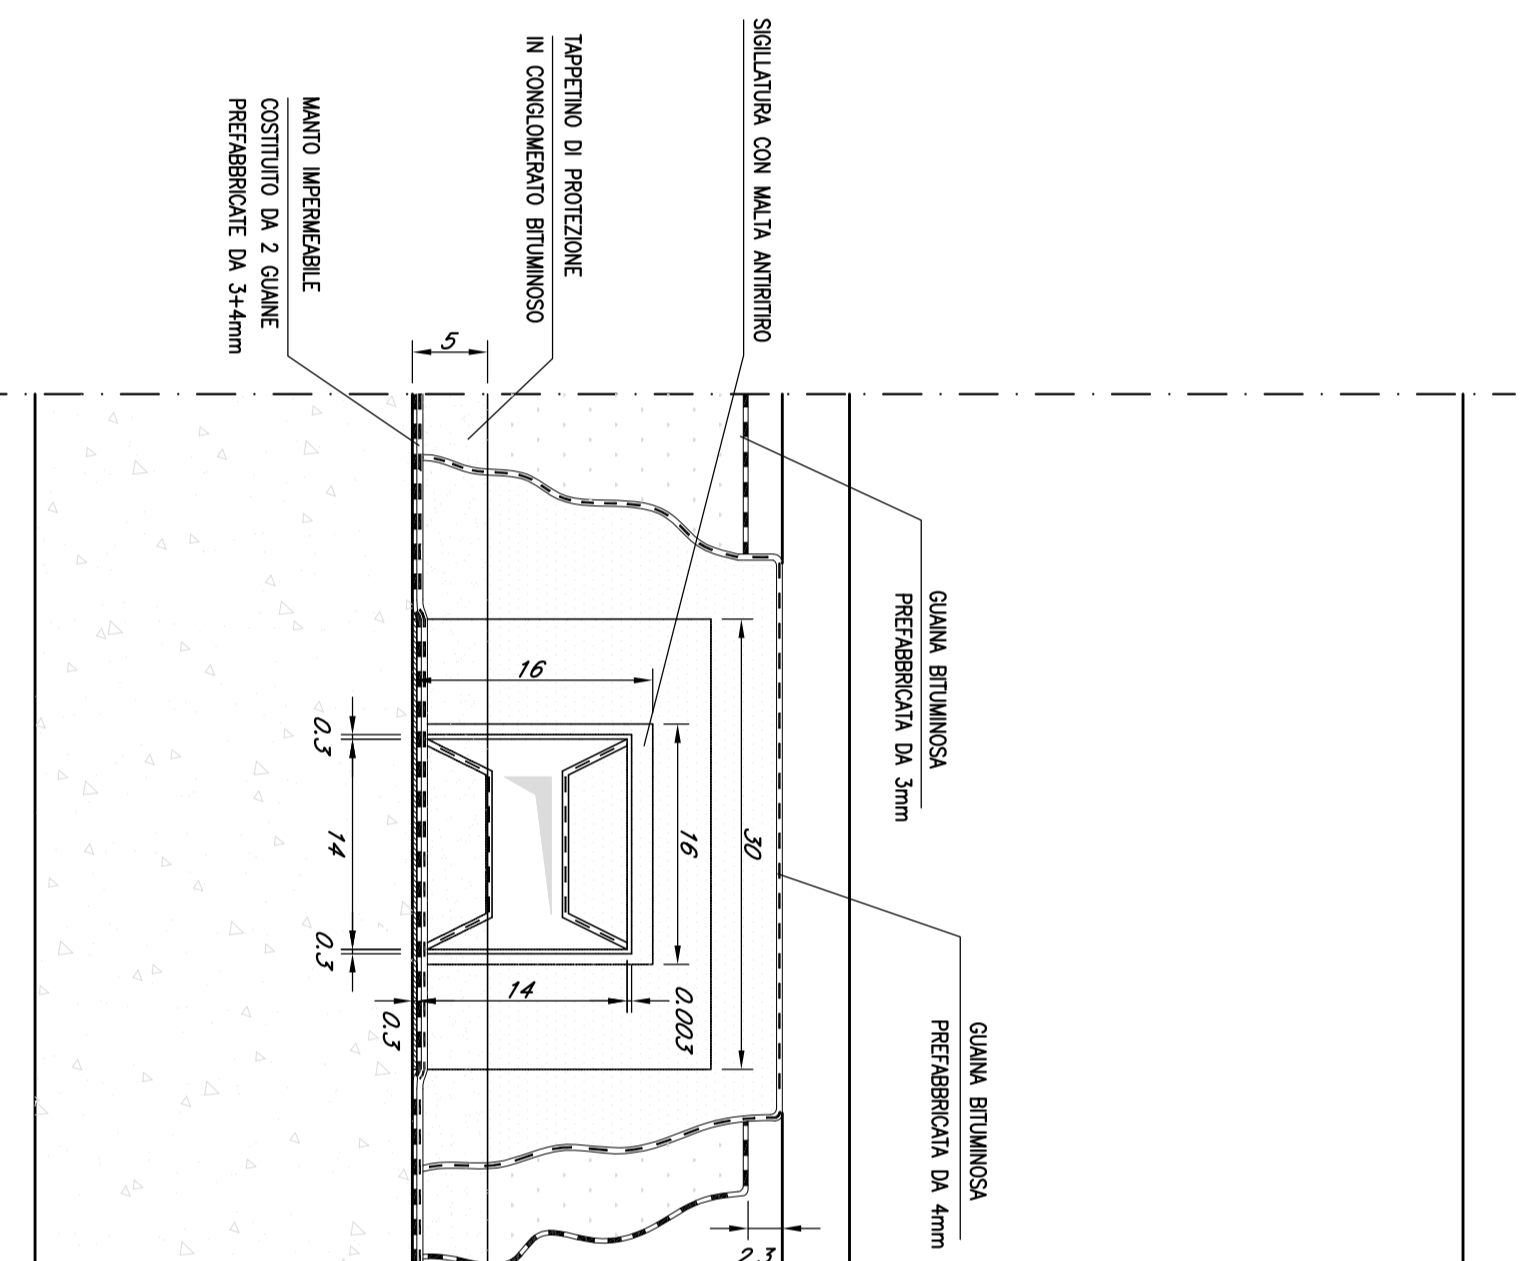 SIGILLATURA CON MALTA ANTIRITIRO
TAPPETINO DI PROTEZIONE
IN CONGLOMERATO BITUMINOSO
MANTO IMPERMEABILE
COSTITUITO DA 2 GUAINE
PREFABBRICATE DA 3+4mm
GUAINA BITUMINOSA
PREFABBRICATA DA 3mm
GUAINA BITUMINOSA
PREFABBRICATA DA 4mm
5
16
30
16
0.3
14
0.3
14
0.003
0.3
2.3